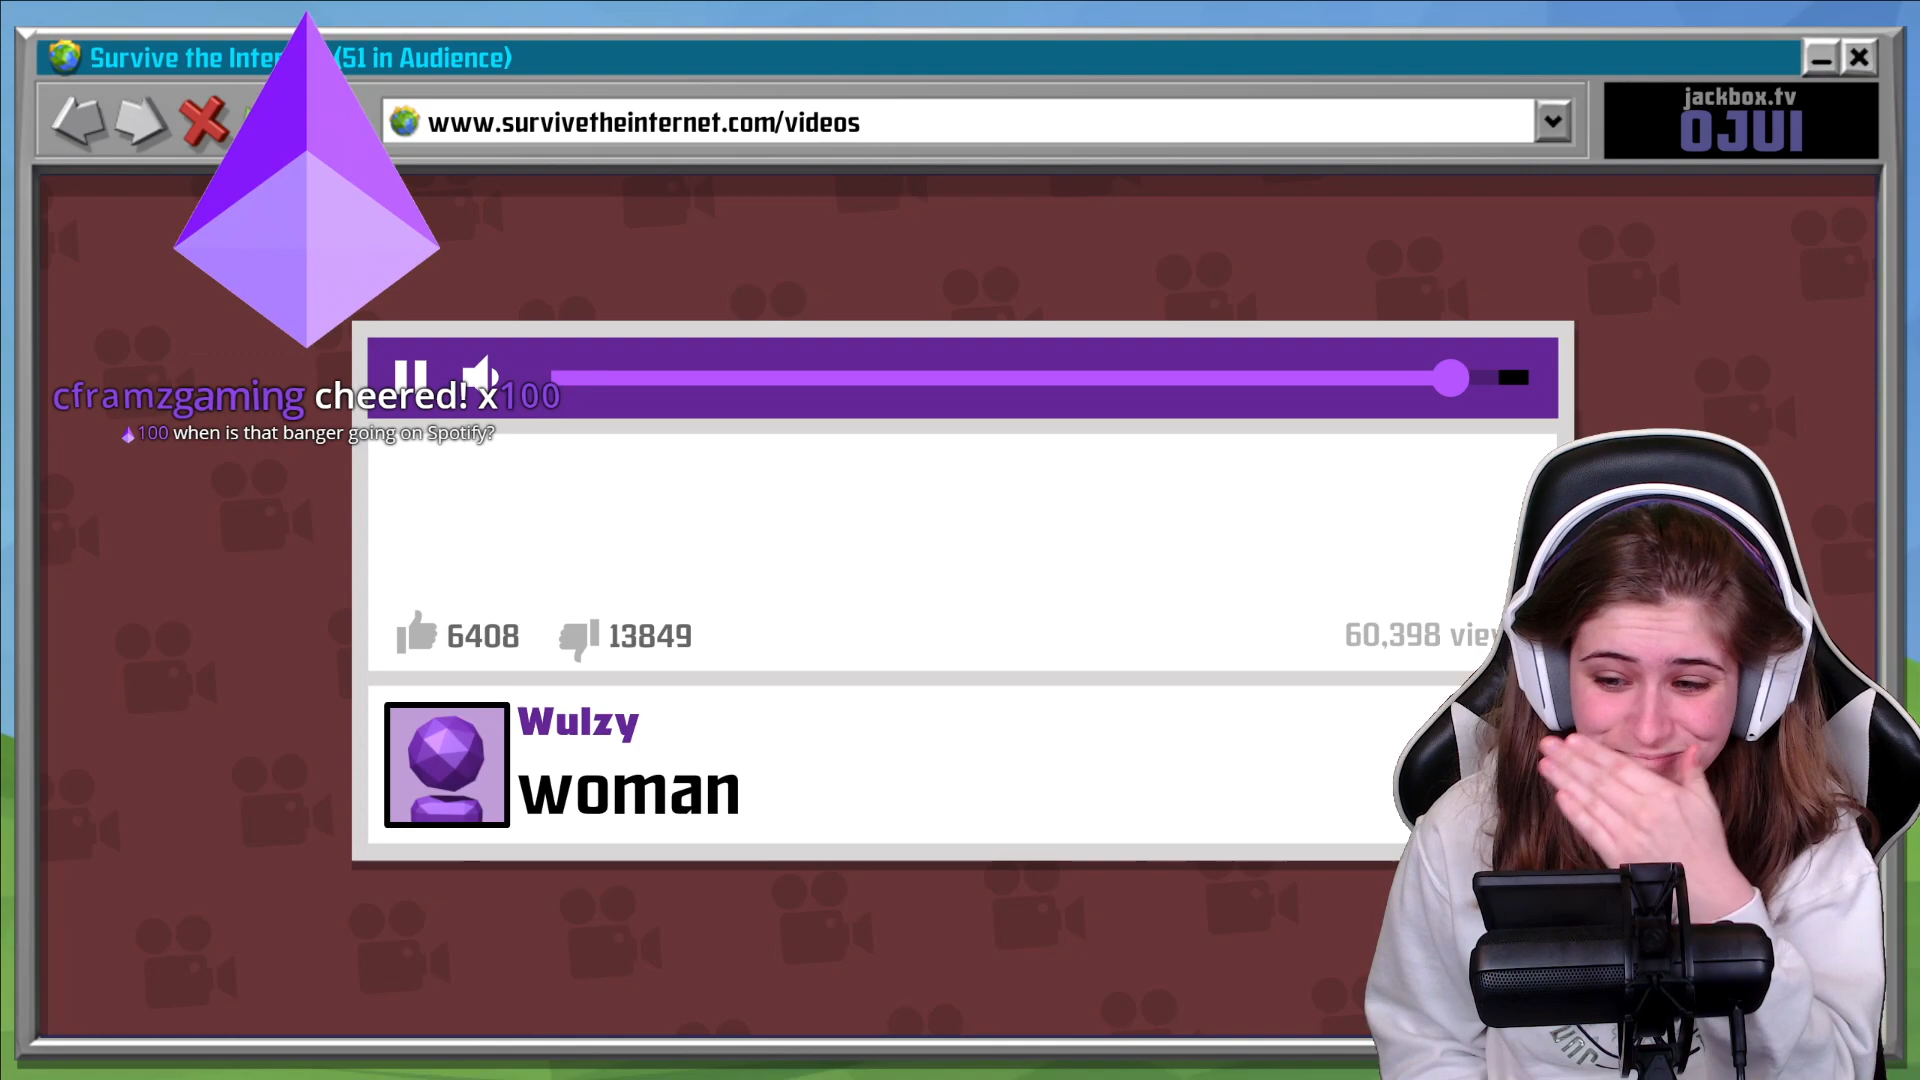 Survive the Inter (51 in Audience)
www.survivetheinternet.com/videos
jackbox.tv
OJUI
cframzgaming cheered! x100
100 when is that banger going on Spotify?
6408
13849
60,398 view
Wulzy
woman